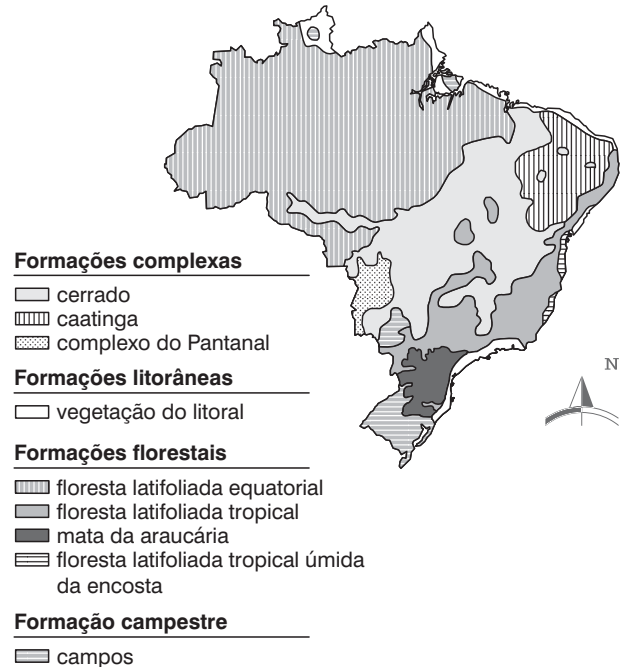 Formações complexas
cerrado
caatinga
complexo do Pantanal
Formações litorâneas
vegetação do litoral
Formações florestais
floresta latifoliada equatorial
floresta latifoliada tropical
mata da araucária
floresta latifoliada tropical úmida
da encosta
Formação campestre
campos
N